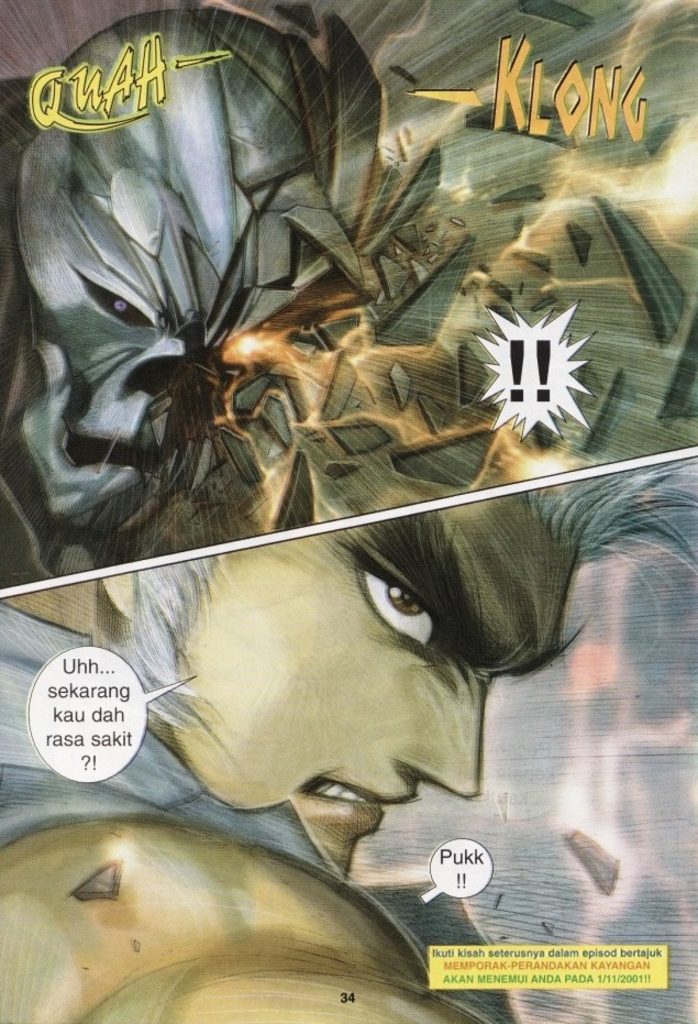 QUAH—
—KLONG
!!
Uhh...
sekarang
kau dah
rasa sakit
?!
Pukk
!!
Ikuti kisah seterusnya dalam episod bertajuk
MEMPORAK-PERANDAKAN KAYANGAN
AKAN MENEMUI ANDA PADA 1/11/2001!!
34